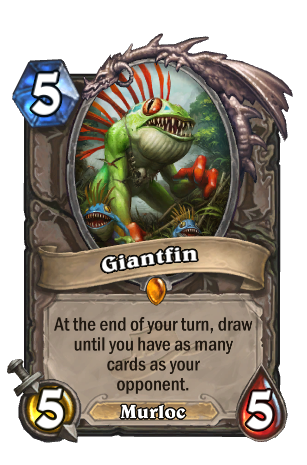 5
Giantfin
At the end of your turn, draw
until you have as many
cards as your
opponent.
5
Murloc
5